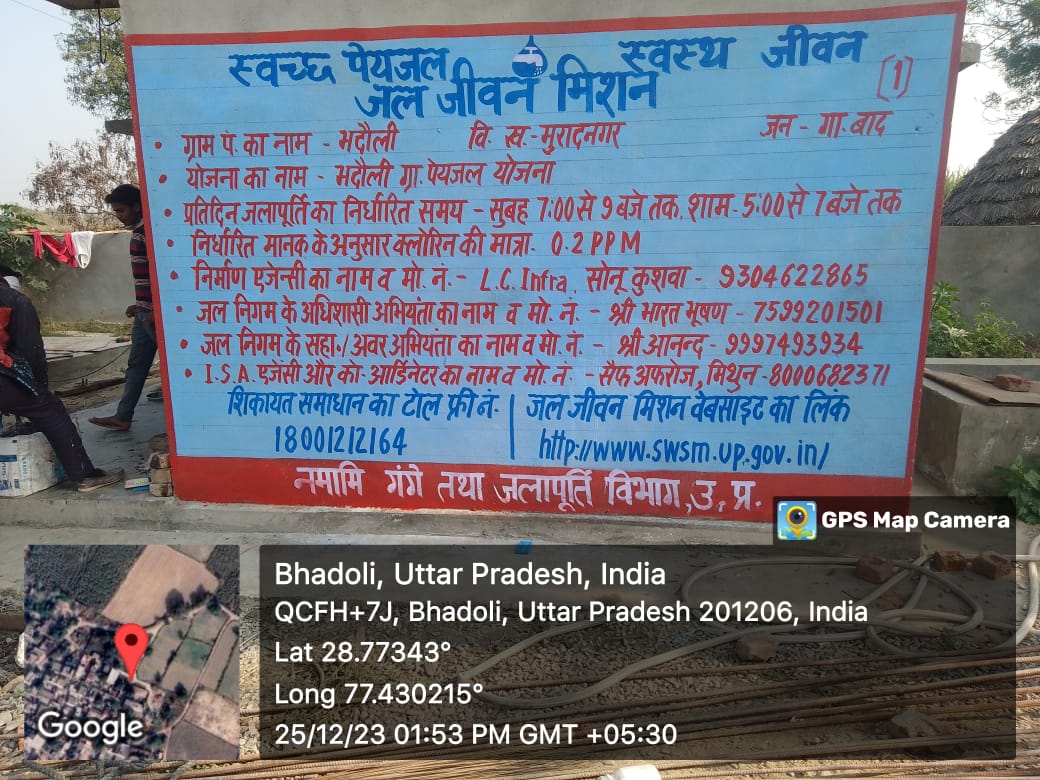 स्वच्छ पेयजल स्वस्थ जीवन
जल जीवन मिशन
(1)
• ग्राम पं. का नाम - भदौली वि. ख.- मुरादनगर जन - गा. बाद
• योजना का नाम - भदौली ग्रा. पेयजल योजना
• प्रतिदिन जलापूर्ति का निर्धारित समय - सुबह 7:00 से 9 बजे तक, शाम - 5:00 से 7 बजे तक
• निर्धारित मानक के अनुसार क्लोरिन की मात्रा - 0.2 PPM
• निर्माण एजेन्सी का नाम व मो. नं. - L.C. Infra, सोनू कुशवा - 9304622865
• जल निगम के अधिशासी अभियंता का नाम व मो. नं. - श्री भारत भूषण - 7599201501
• जल निगम के सहा०/अवर अभियंता का नाम व मो. नं. - श्री आनन्द - 9997493934
• I.S.A. एजेंसी और को-आर्डिनेटर का नाम व मो. नं. - सैफ अफरोज, मिथुन - 8000682371
शिकायत समाधान का टोल फ्री नं. | जल जीवन मिशन वेबसाइट का लिंक
18001212164 | http://www.swsm.up.gov.in/
नमामि गंगे तथा जलापूर्ति विभाग, उ. प्र.
GPS Map Camera
Bhadoli, Uttar Pradesh, India
QCFH+7J, Bhadoli, Uttar Pradesh 201206, India
Lat 28.77343°
Long 77.430215°
25/12/23 01:53 PM GMT +05:30
Google